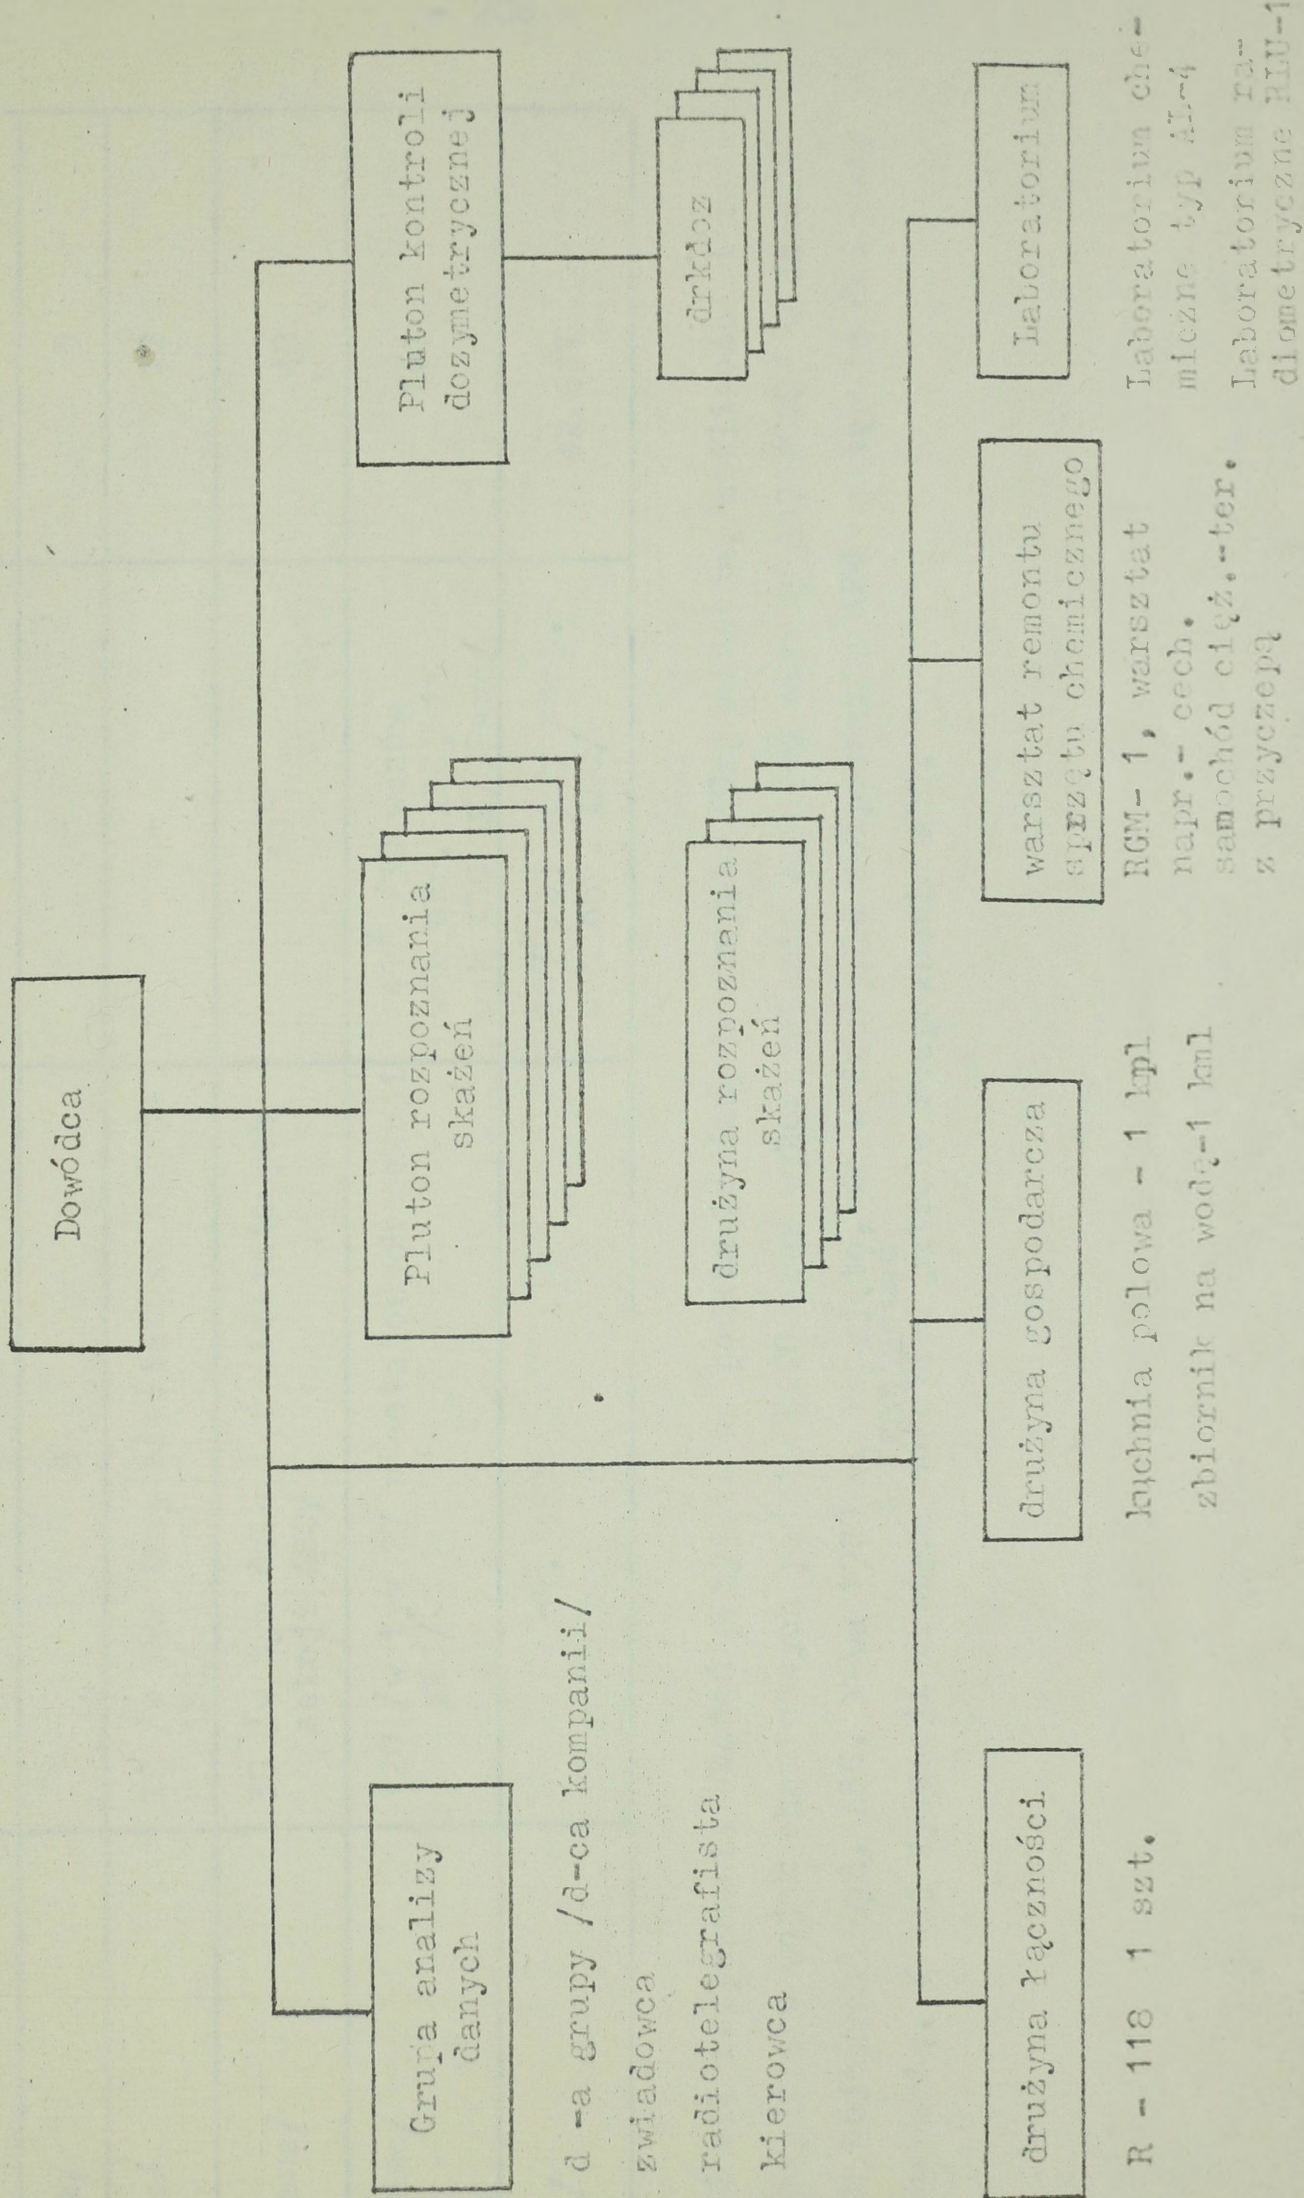 Dowódca
Grupa analizy
danych
d -a grupy /d-ca kompanii/
zwiadowca
radiotelegrafista
kierowca
Pluton rozpoznania
skażeń
drużyna rozpoznania
skażeń
Pluton kontroli
dozymetrycznej
drkdoz
drużyna łączności
R - 118 1 szt.
drużyna gospodarcza
kuchnia polowa - 1 kpl
zbiornik na wodę-1 kpl
warsztat remontu
sprzętu chemicznego
RGM- 1, warsztat
napr.- cech.
samochód cięż.-ter.
z przyczepą
Laboratorium
Laboratorium che-
miczne typ AL-4
Laboratorium ra-
diometryczne RLU-1